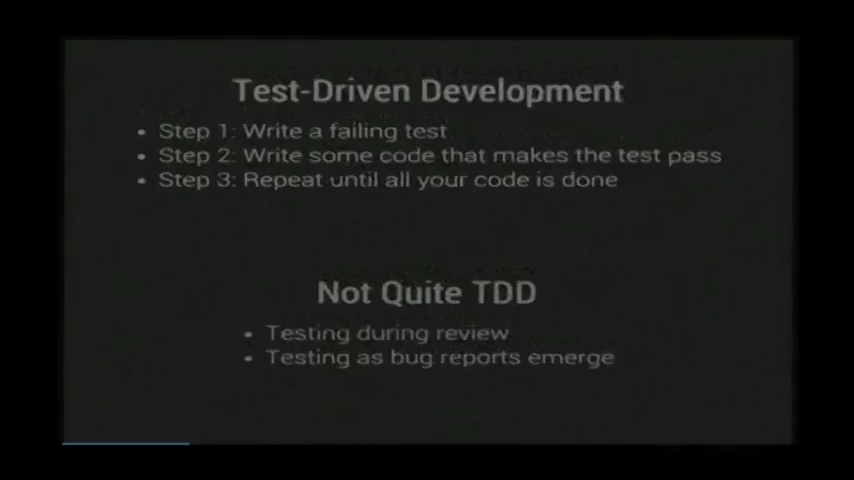 Test-Driven Development
• Step 1: Write a failing test
• Step 2: Write some code that makes the test pass
• Step 3: Repeat until all your code is done
Not Quite TDD
• Testing during review
• Testing as bug reports emerge